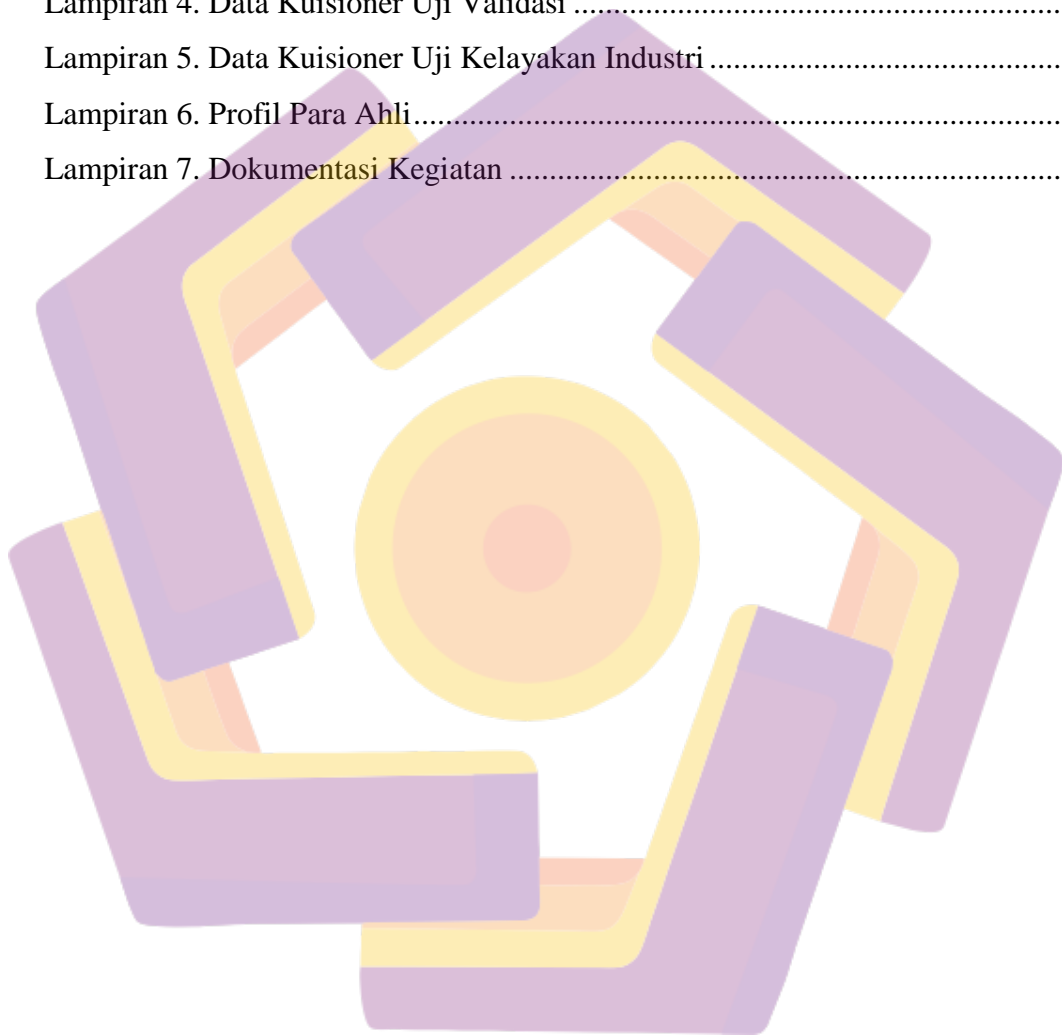 Lampiran 4. Data Kuisioner Uji Validasi ............................................................
Lampiran 5. Data Kuisioner Uji Kelayakan Industri ...........................................
Lampiran 6. Profil Para Ahli................................................................................
Lampiran 7. Dokumentasi Kegiatan ....................................................................